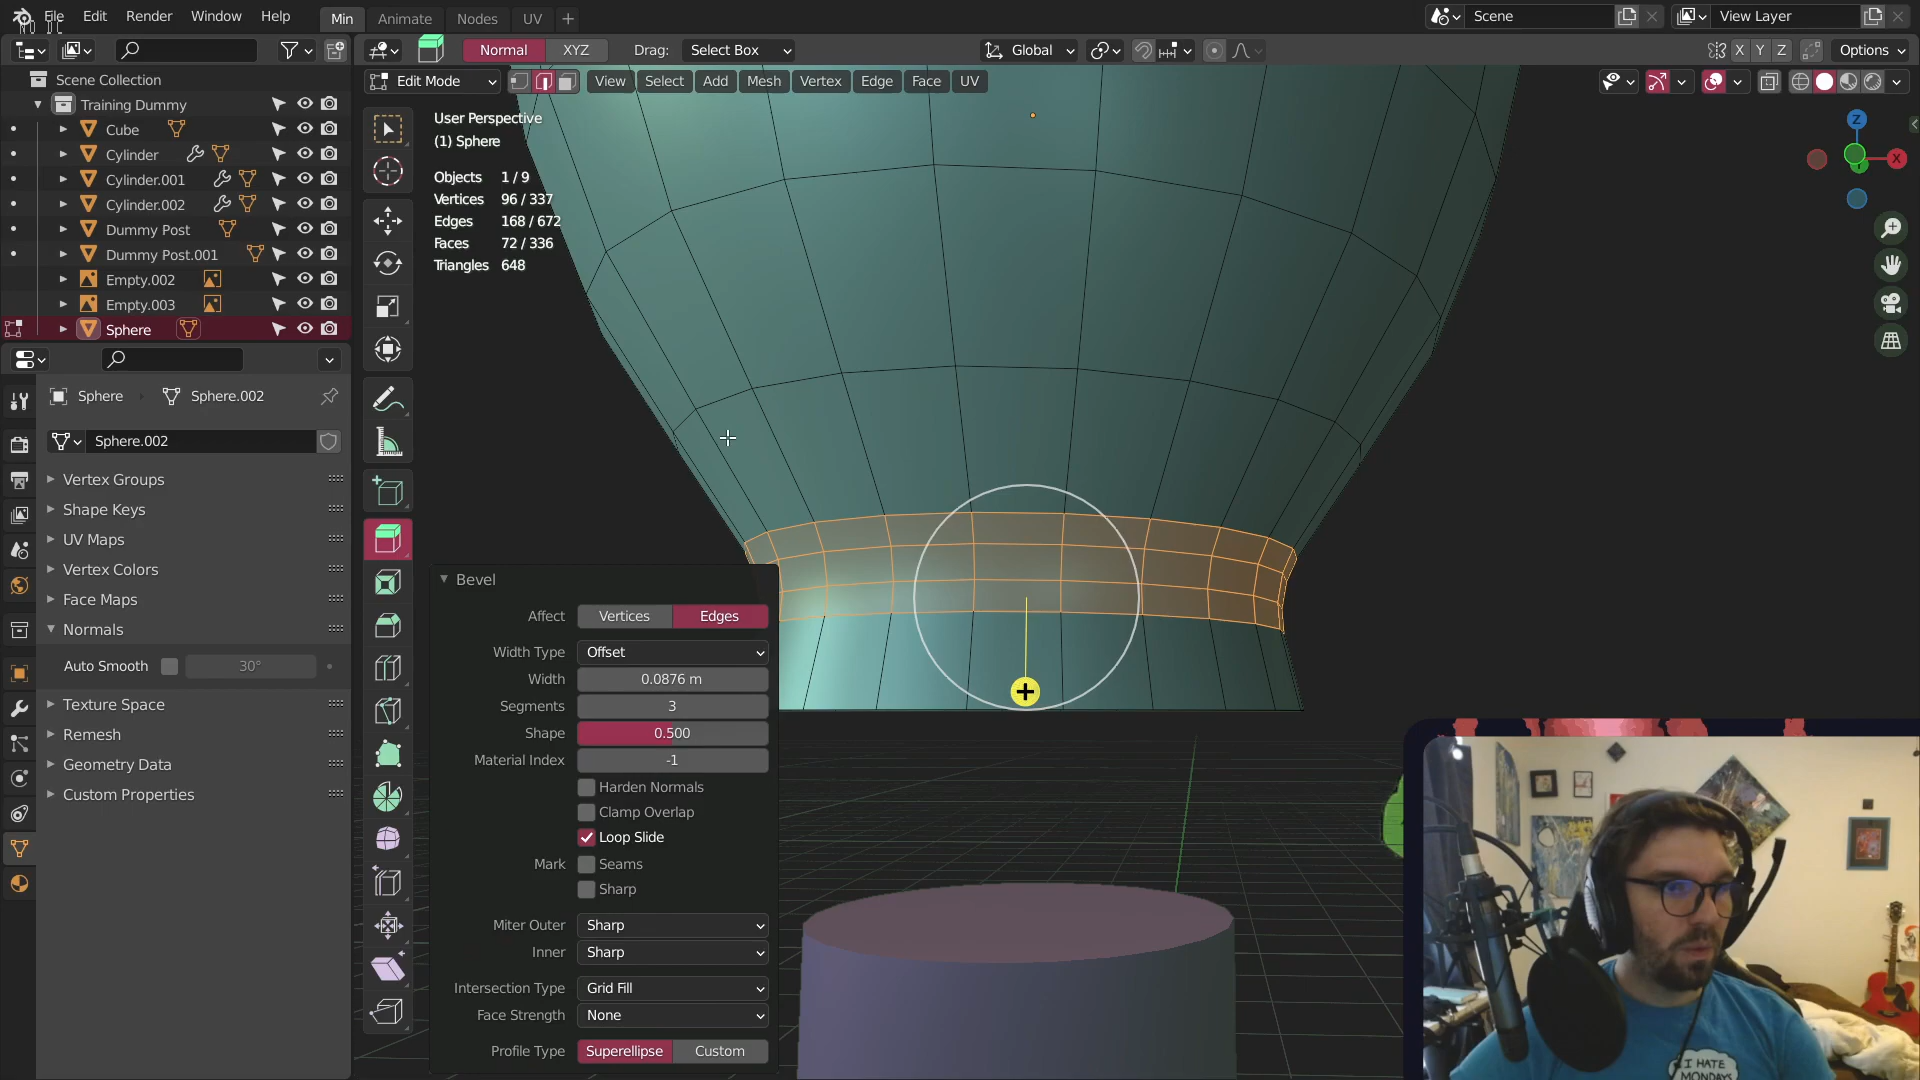 File Edit Render Window Help Min Animate Nodes UV + Scene View Layer
Normal XYZ Drag: Select Box Global X Y Z Options
Edit Mode View Select Add Mesh Vertex Edge Face UV
Scene Collection
Training Dummy
Cube
Cylinder
Cylinder.001
Cylinder.002
Dummy Post
Dummy Post.001
Empty.002
Empty.003
Sphere
User Perspective
(1) Sphere
Objects 1 / 9
Vertices 96 / 337
Edges 168 / 672
Faces 72 / 336
Triangles 648
Z
X
Sphere Sphere.002
Sphere.002
Vertex Groups
Shape Keys
UV Maps
Vertex Colors
Face Maps
Normals
Auto Smooth 30°
Texture Space
Remesh
Geometry Data
Custom Properties
Bevel
Affect Vertices Edges
Width Type Offset
Width 0.0876 m
Segments 3
Shape 0.500
Material Index -1
Harden Normals
Clamp Overlap
Loop Slide
Mark Seams
Sharp
Miter Outer Sharp
Inner Sharp
Intersection Type Grid Fill
Face Strength None
Profile Type Superellipse Custom
I HATE
MONDAYS